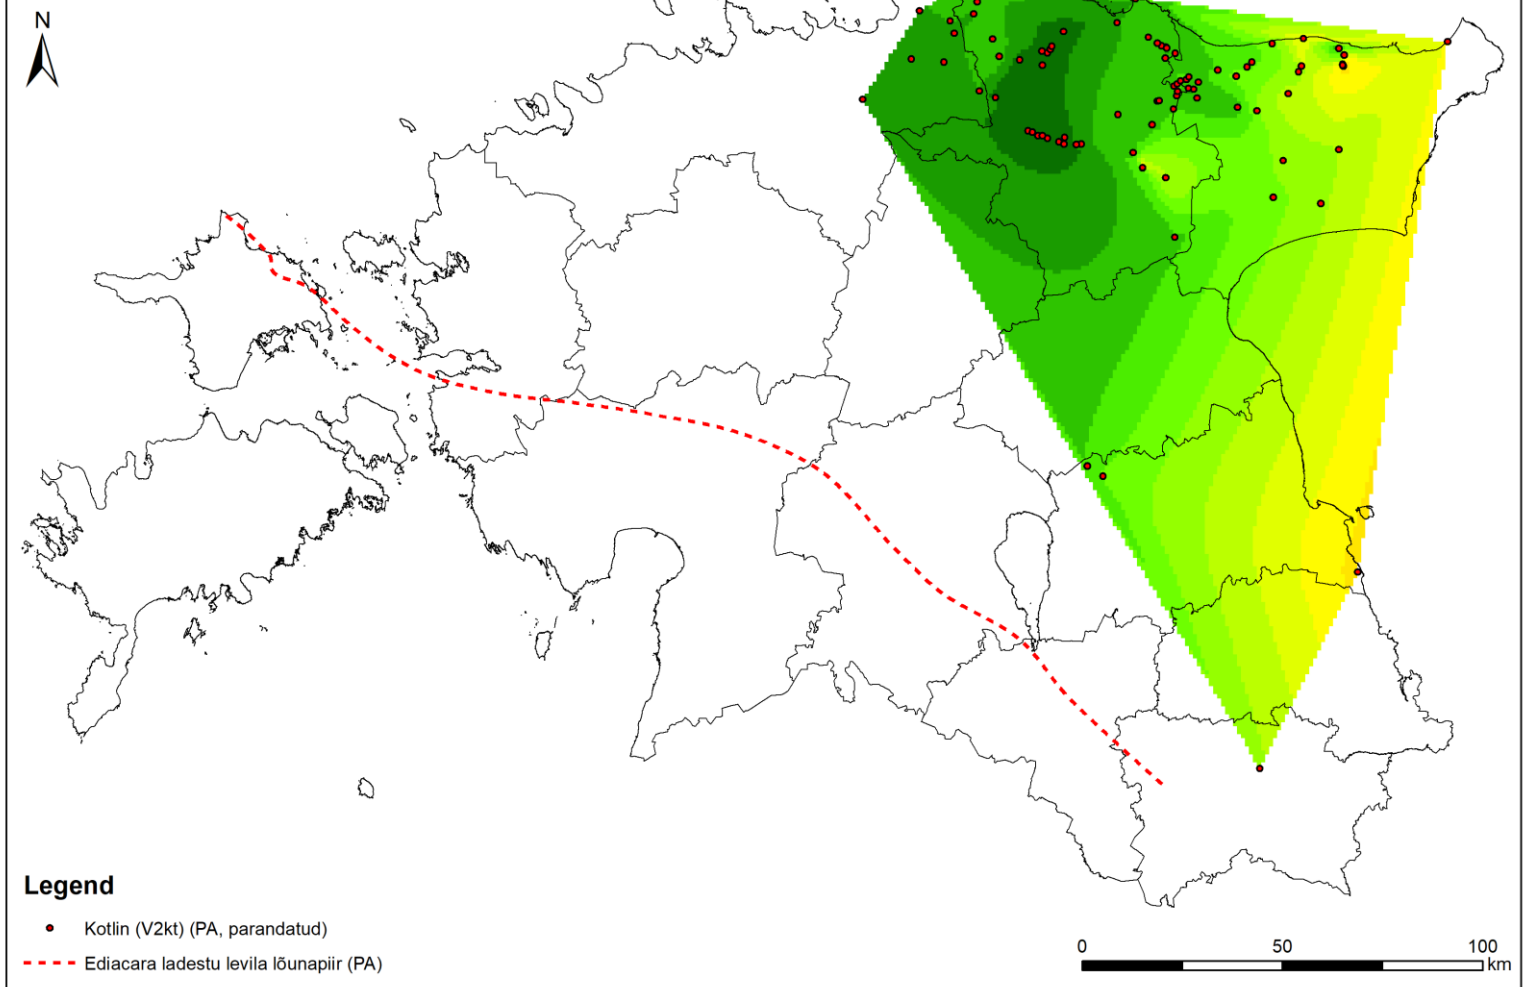 N
Legend
Kotlin (V2kt) (PA, parandatud)
Ediacara ladestu levila lõunapiir (PA)
0 50 100
km